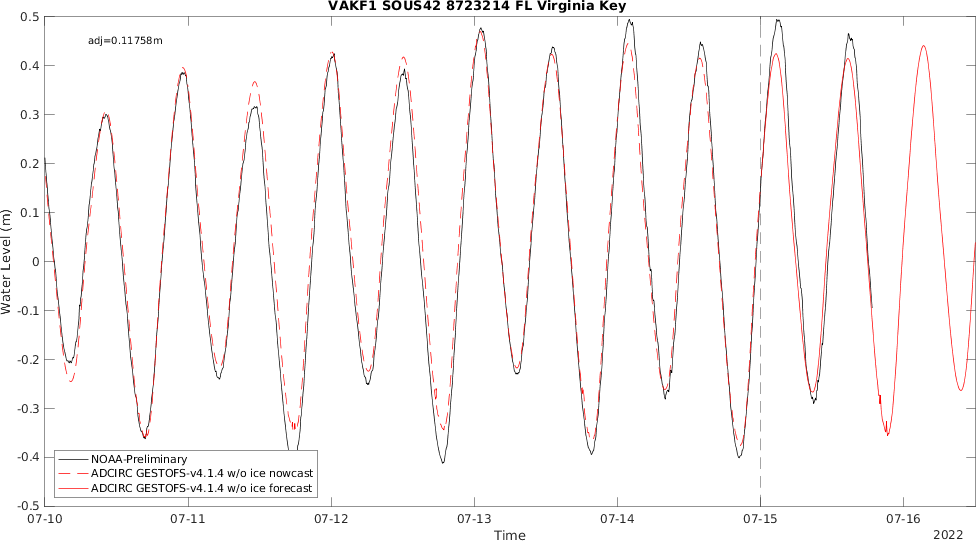 VAKF1 SOUS42 8723214 FL Virginia Key
adj=0.11758m
0.5
0.4
0.3
0.2
0.1
0
-0.1
-0.2
-0.3
-0.4
-0.5
Water Level (m)
NOAA-Preliminary
ADCIRC GESTOFS-v4.1.4 w/o ice nowcast
ADCIRC GESTOFS-v4.1.4 w/o ice forecast
07-10 07-11 07-12 07-13 07-14 07-15 07-16
Time
2022